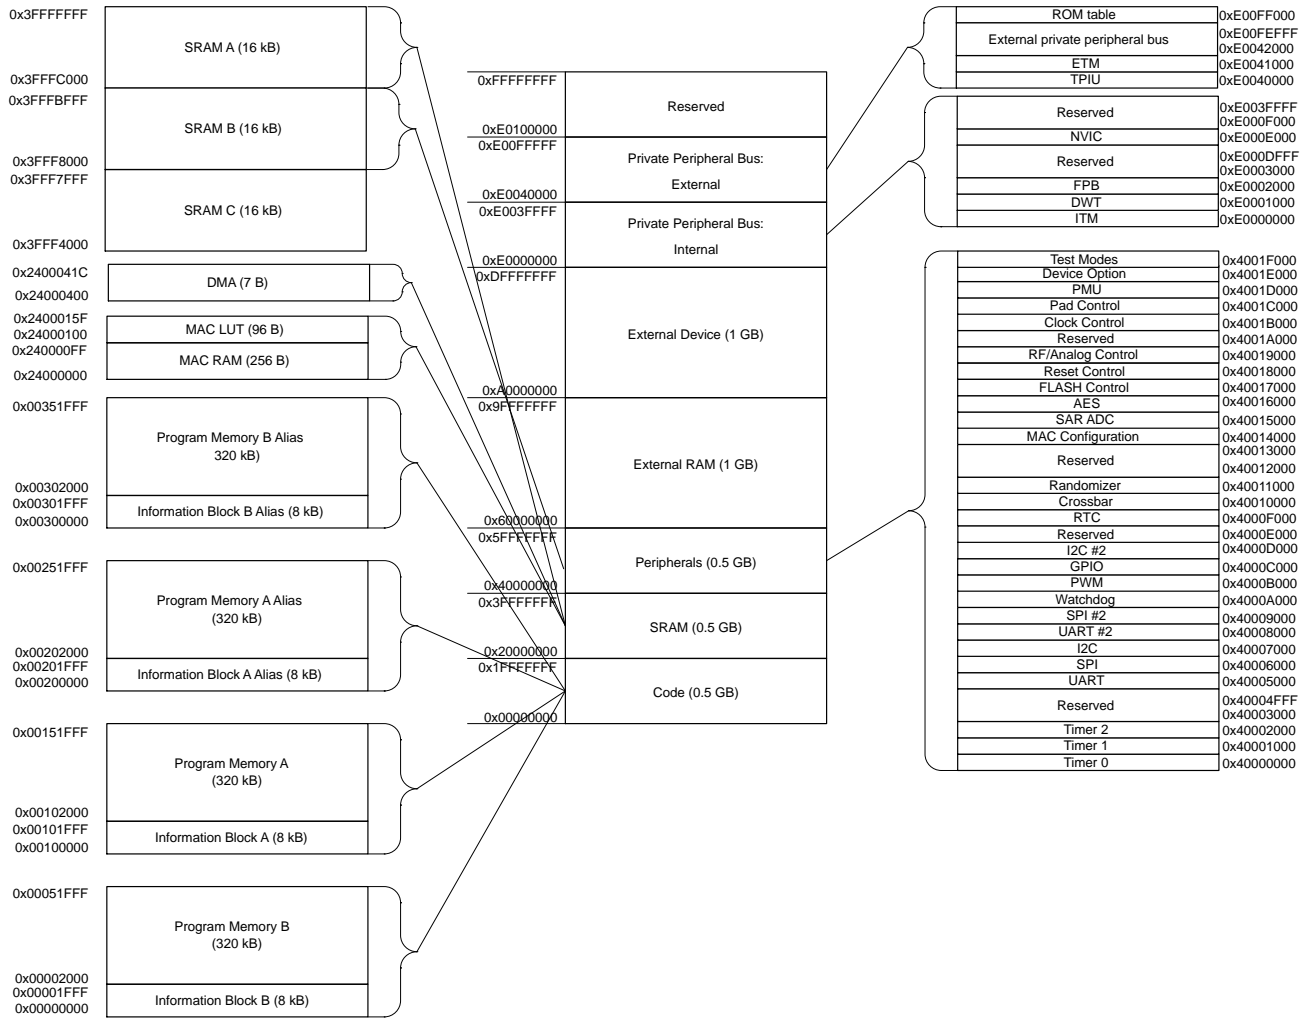 0x3FFFFFFF
SRAM A (16 kB)
0x3FFFC000
0x3FFFBFFF
SRAM B (16 kB)
0x3FFF8000
0x3FFF7FFF
SRAM C (16 kB)
0x3FFF4000
0x2400041C
DMA (7 B)
0x24000400
0x2400015F
MAC LUT (96 B)
0x24000100
0x240000FF
MAC RAM (256 B)
0x24000000
0x00351FFF
Program Memory B Alias
320 kB)
0x00302000
0x00301FFF
Information Block B Alias (8 kB)
0x00300000
0x00251FFF
Program Memory A Alias
(320 kB)
0x00202000
0x00201FFF
Information Block A Alias (8 kB)
0x00200000
0x00151FFF
Program Memory A
(320 kB)
0x00102000
0x00101FFF
Information Block A (8 kB)
0x00100000
0x00051FFF
Program Memory B
(320 kB)
0x00002000
0x00001FFF
Information Block B (8 kB)
0x00000000
0xFFFFFFFF
Reserved
0xE0100000
0xE00FFFFF
Private Peripheral Bus:
External
0xE0040000
0xE003FFFF
Private Peripheral Bus:
Internal
0xE0000000
0xDFFFFFFF
External Device (1 GB)
0xA0000000
0x9FFFFFFF
External RAM (1 GB)
0x60000000
0x5FFFFFFF
Peripherals (0.5 GB)
0x40000000
0x3FFFFFFF
SRAM (0.5 GB)
0x20000000
0x1FFFFFFF
Code (0.5 GB)
0x00000000
ROM table 0xE00FF000
0xE00FEFFF
External private peripheral bus
0xE0042000
ETM 0xE0041000
TPIU 0xE0040000
0xE003FFFF
Reserved
0xE000F000
NVIC 0xE000E000
0xE000DFFF
Reserved
0xE0003000
FPB 0xE0002000
DWT 0xE0001000
ITM 0xE0000000
Test Modes 0x4001F000
Device Option 0x4001E000
PMU 0x4001D000
Pad Control 0x4001C000
Clock Control 0x4001B000
Reserved 0x4001A000
RF/Analog Control 0x40019000
Reset Control 0x40018000
FLASH Control 0x40017000
AES 0x40016000
SAR ADC 0x40015000
MAC Configuration 0x40014000
0x40013000
Reserved
0x40012000
Randomizer 0x40011000
Crossbar 0x40010000
RTC 0x4000F000
Reserved 0x4000E000
I2C #2 0x4000D000
GPIO 0x4000C000
PWM 0x4000B000
Watchdog 0x4000A000
SPI #2 0x40009000
UART #2 0x40008000
I2C 0x40007000
SPI 0x40006000
UART 0x40005000
0x40004FFF
Reserved
0x40003000
Timer 2 0x40002000
Timer 1 0x40001000
Timer 0 0x40000000